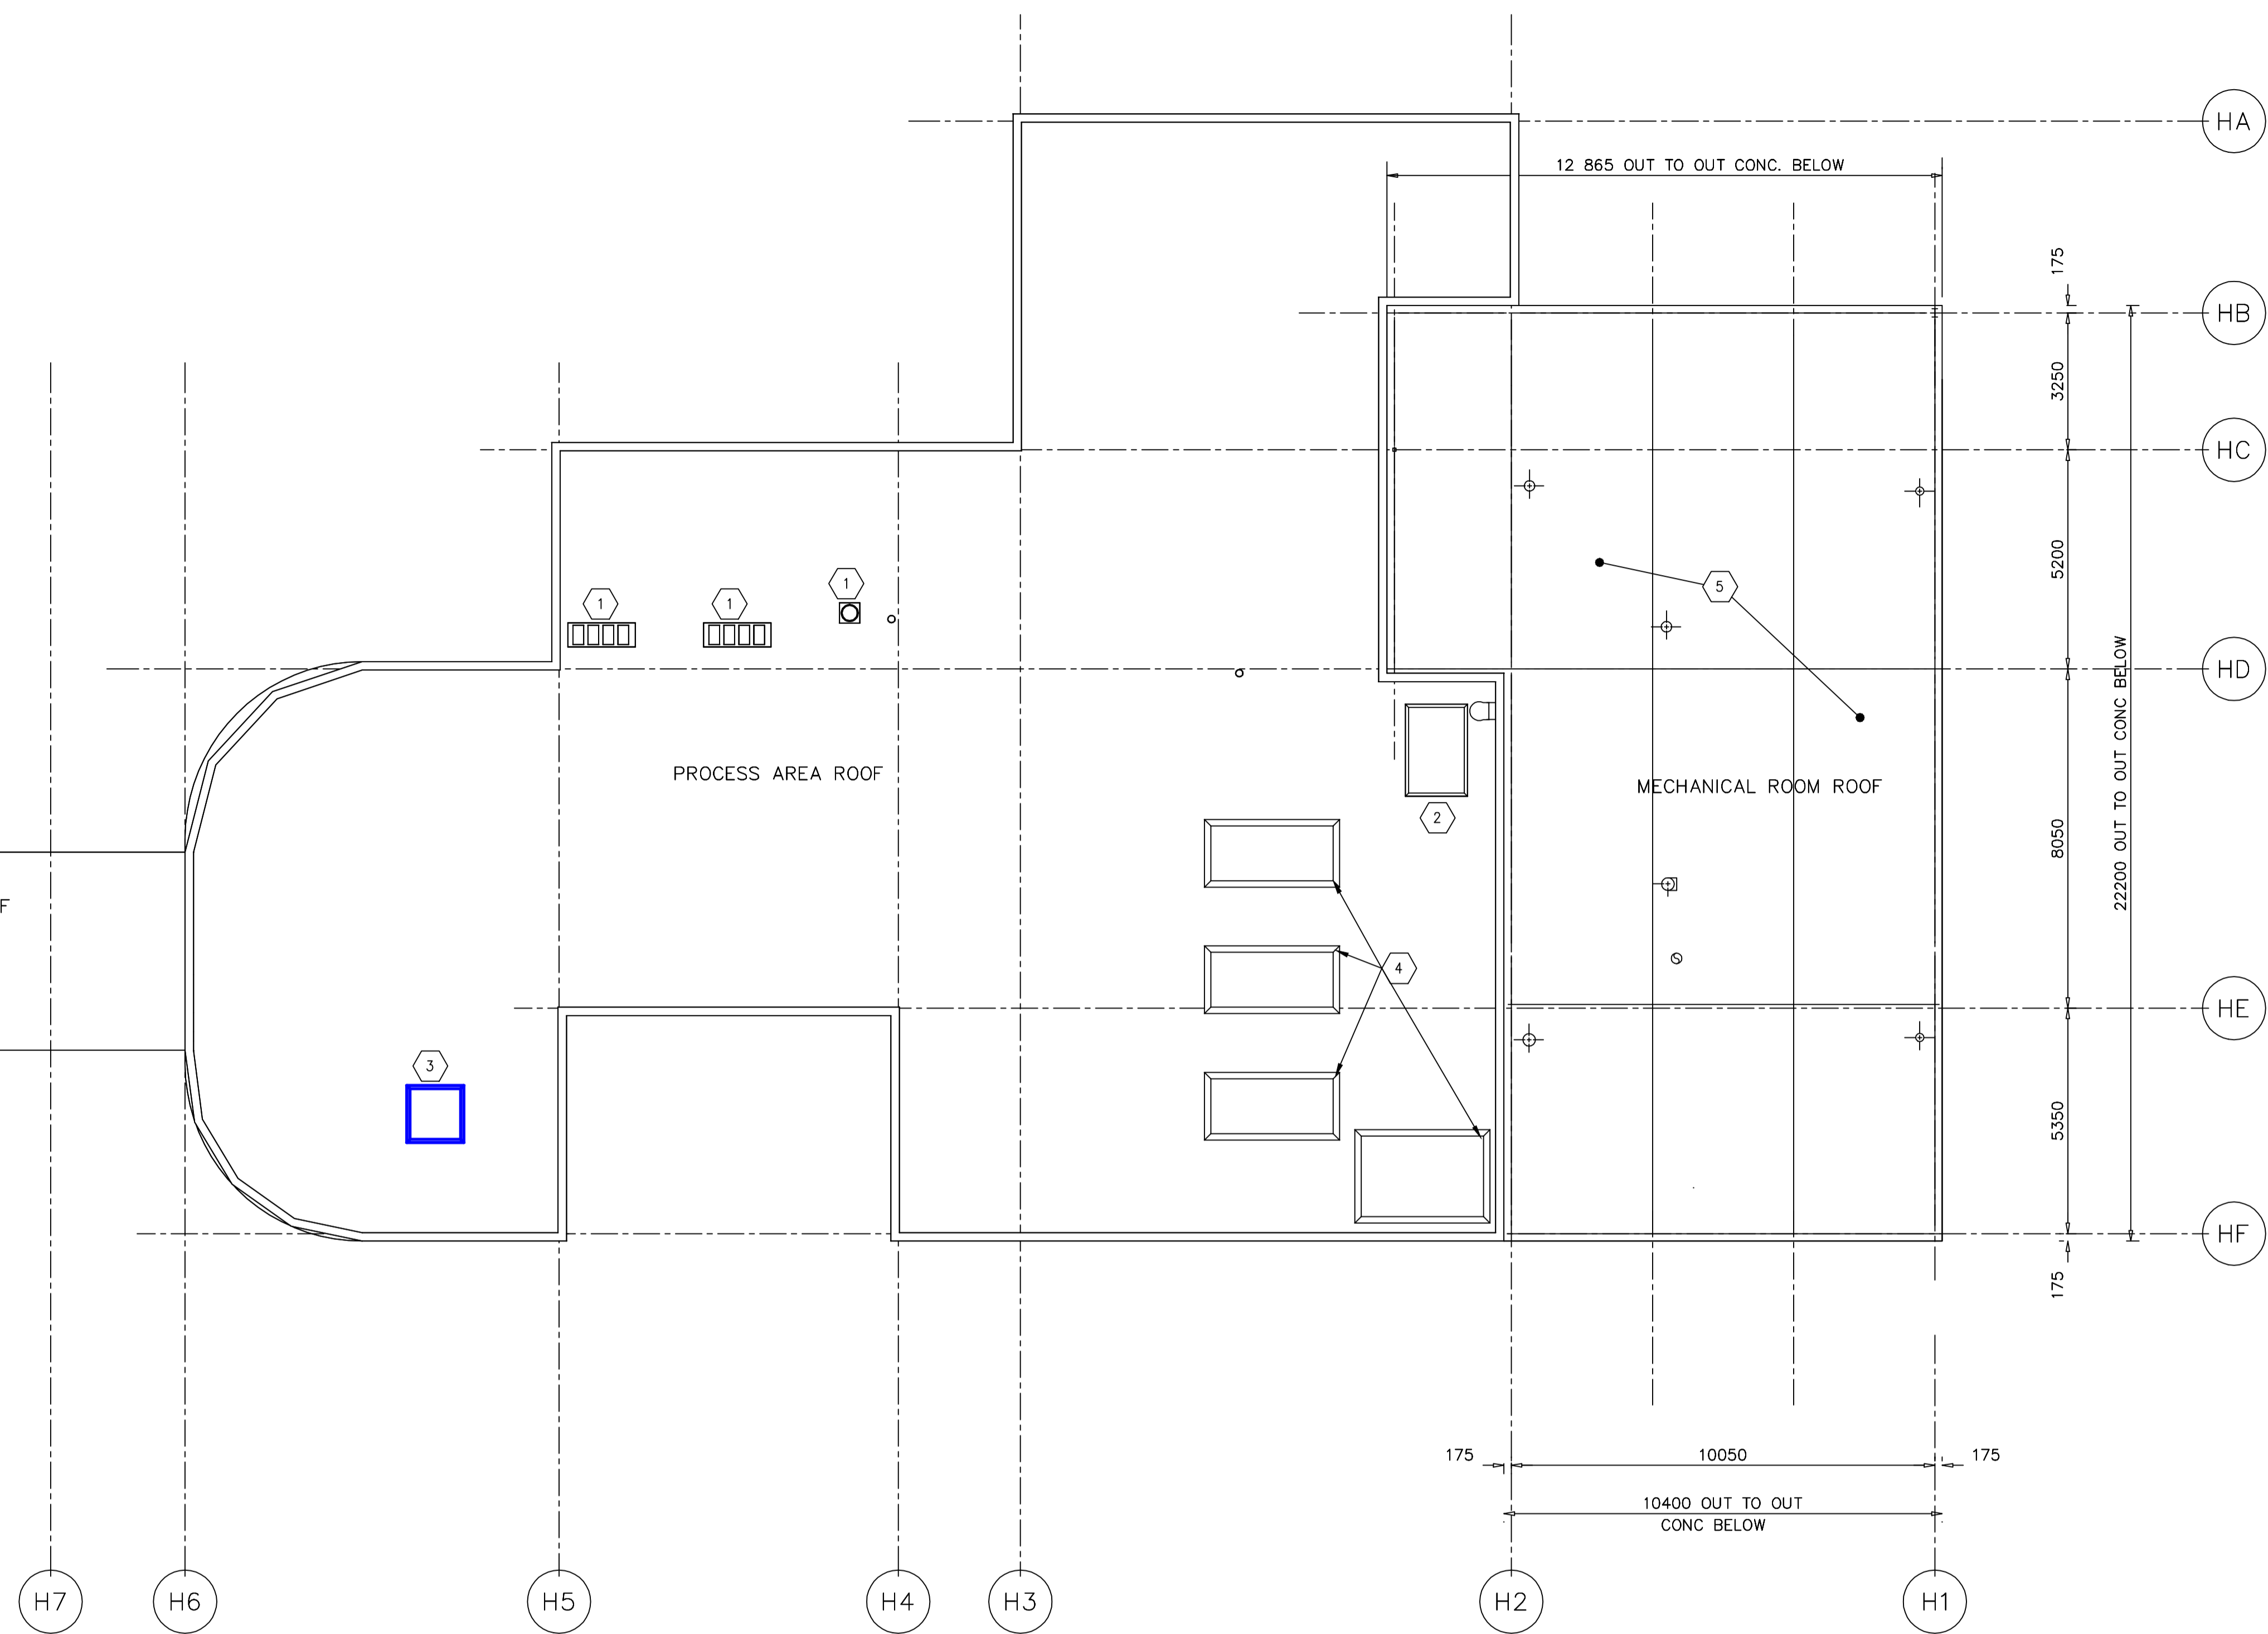 HA
12 865 OUT TO OUT CONC. BELOW
175
HB
3250
HC
5200
1
1
1
5
HD
22200 OUT TO OUT CONC BELOW
PROCESS AREA ROOF
MECHANICAL ROOM ROOF
2
8050
F
4
HE
3
5350
HF
175
175
10050
175
10400 OUT TO OUT
CONC BELOW
H7
H6
H5
H4
H3
H2
H1